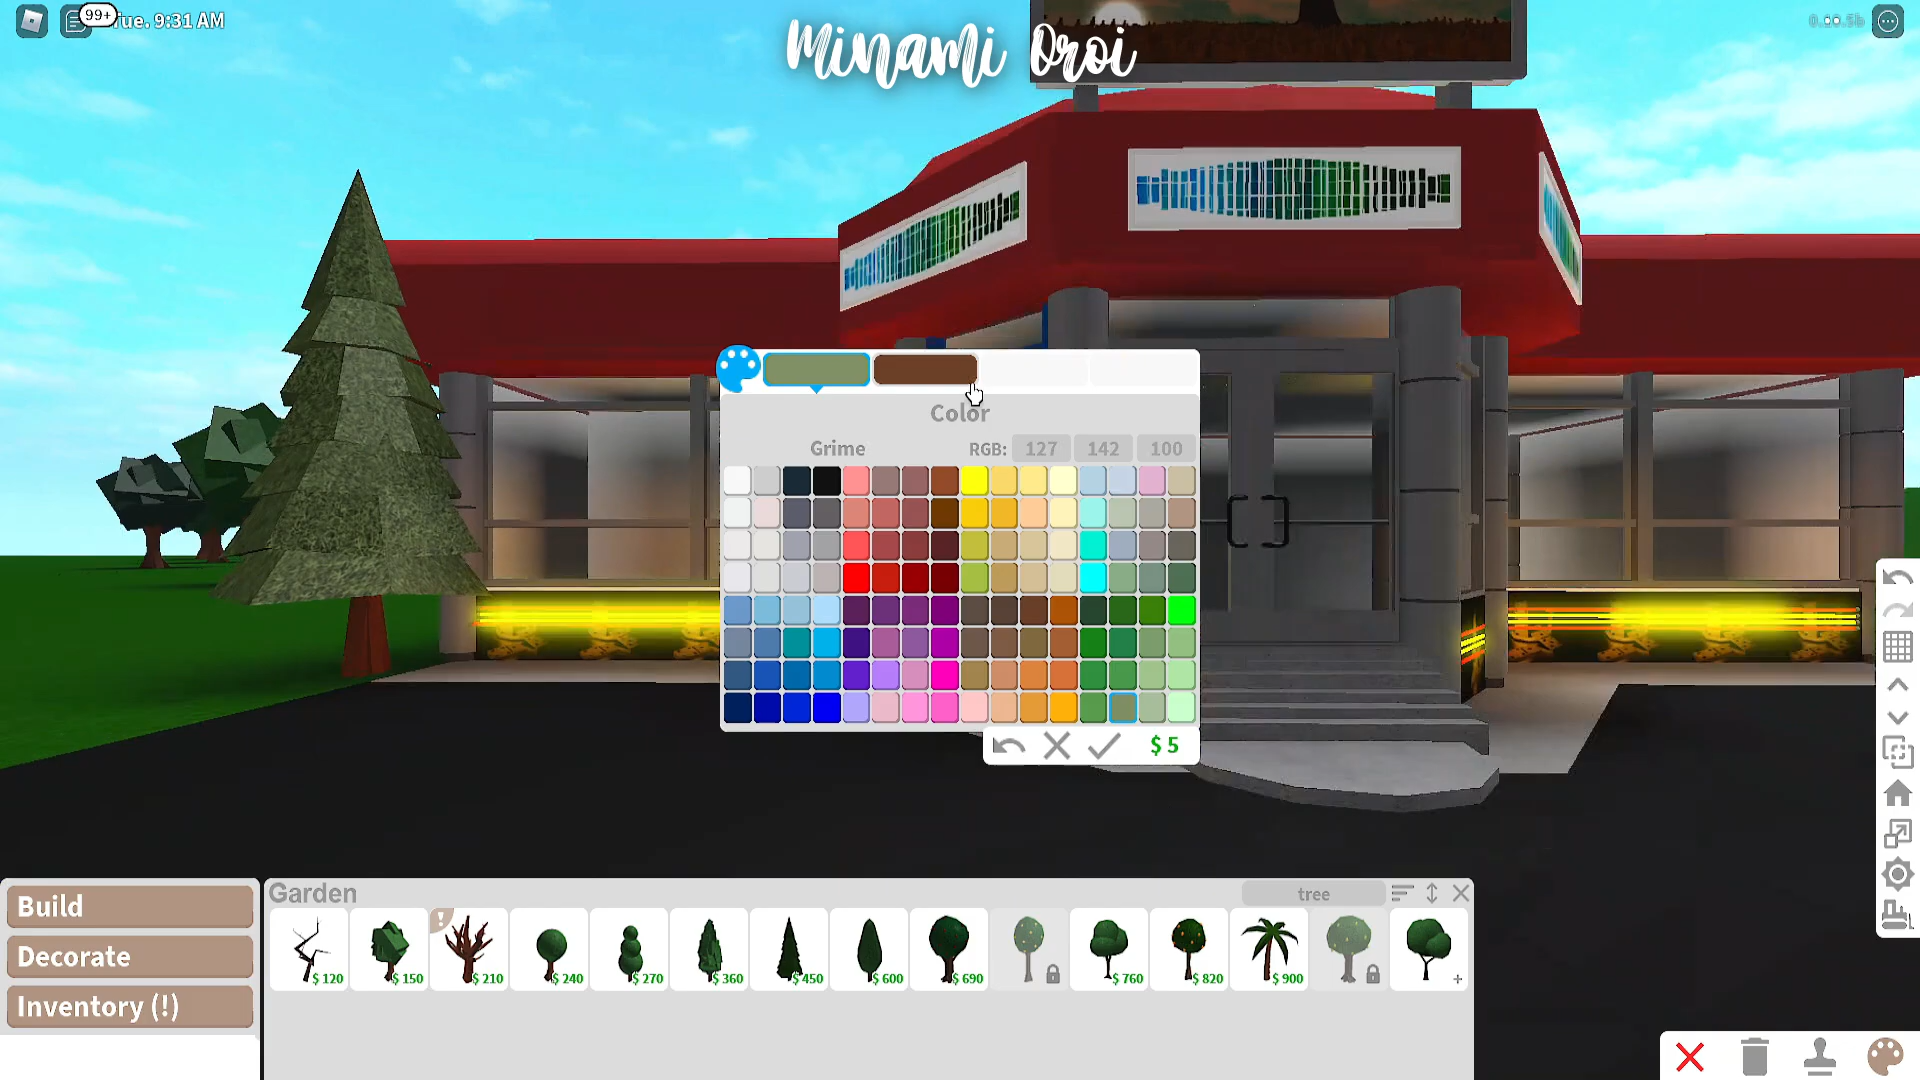 99+
Tue. 9:31 AM
Minami Oroi
Color
Grime
RGB: 127 142 100
$ 5
Build
Decorate
Inventory (!)
Garden
tree
!
$ 120
$ 150
$ 210
$ 240
$ 270
$ 360
$ 450
$ 600
$ 690
$ 760
$ 820
$ 900
+